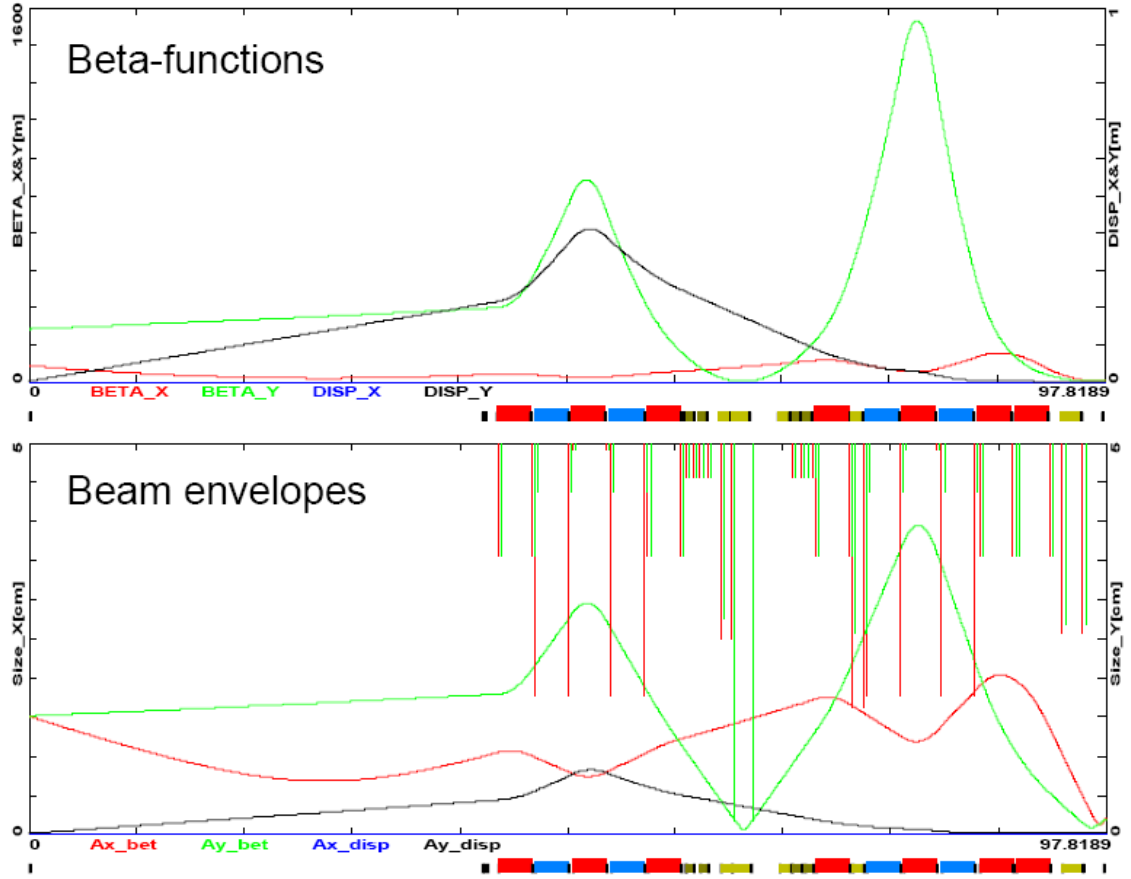 1600
1
Beta-functions
BETA_X&Y[m]
DISP_X&Y[m]
0
0
0
BETA_X
BETA_Y
DISP_X
DISP_Y
97.8189
5
5
Beam envelopes
Size_X[cm]
Size_Y[cm]
0
0
0
Ax_bet
Ay_bet
Ax_disp
Ay_disp
97.8189